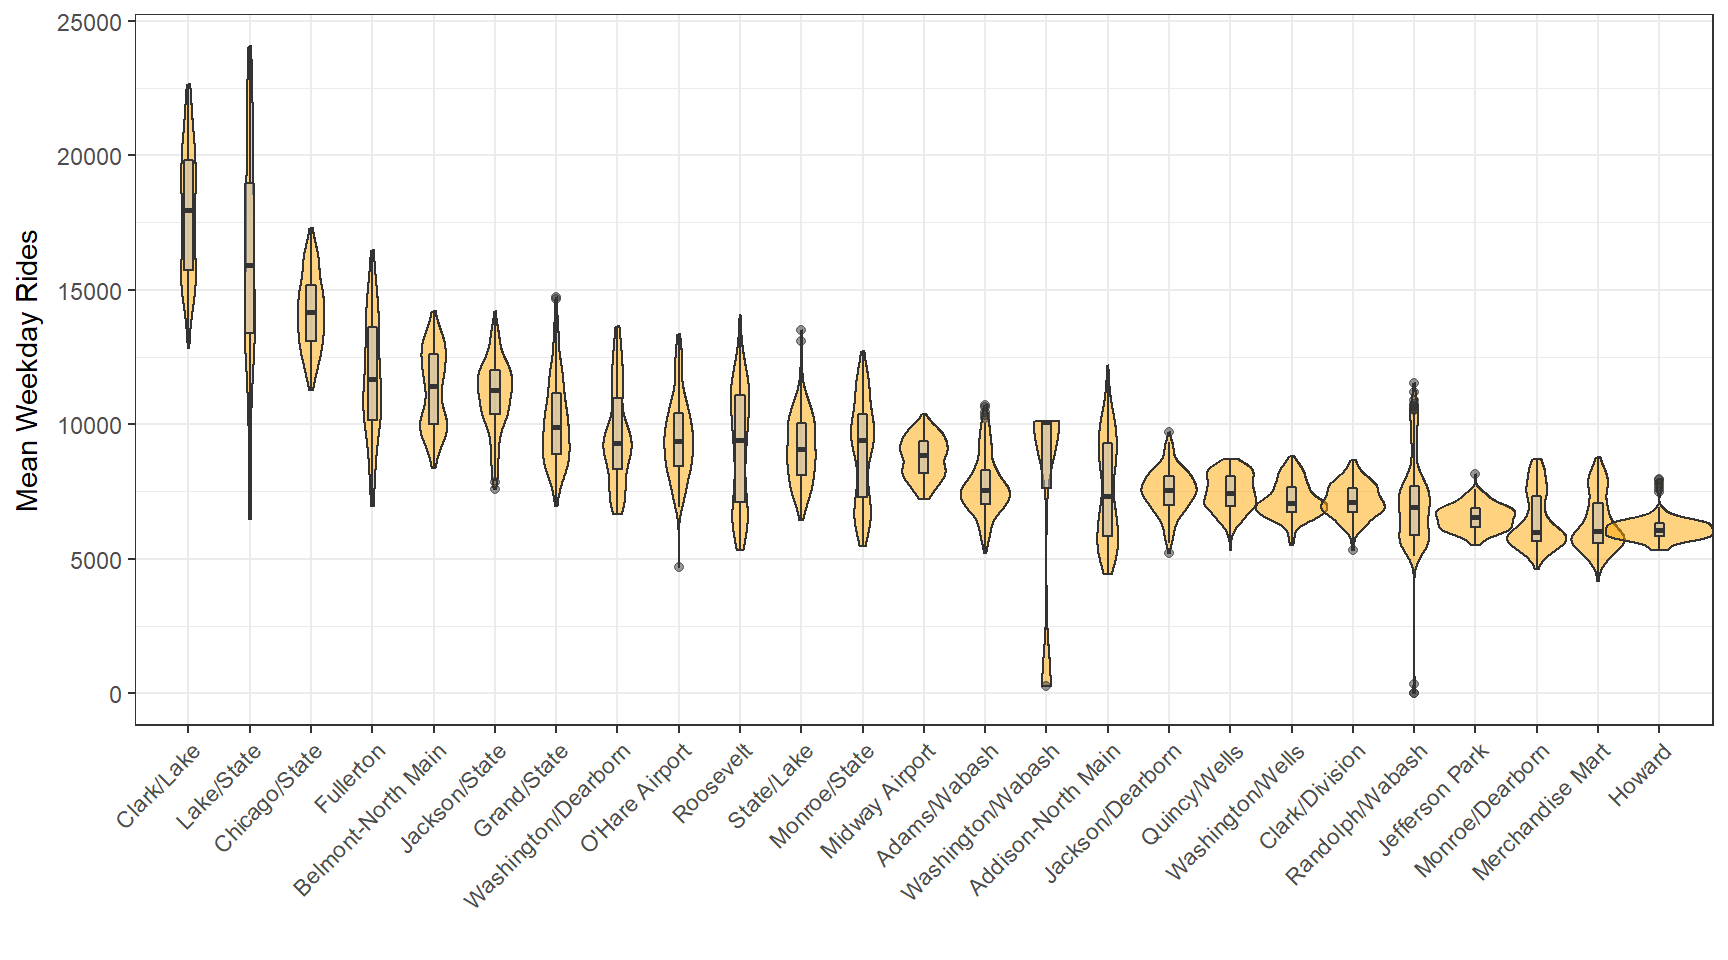 Mean Weekday Rides
25000
20000
15000
10000
5000
0
Clark/Lake
Lake/State
Chicago/State
Fullerton
Belmont-North Main
Jackson/State
Grand/State
Washington/Dearborn
O'Hare Airport
Roosevelt
State/Lake
Monroe/State
Midway Airport
Adams/Wabash
Washington/Wabash
Addison-North Main
Jackson/Dearborn
Quincy/Wells
Washington/Wells
Clark/Division
Randolph/Wabash
Jefferson Park
Monroe/Dearborn
Merchandise Mart
Howard